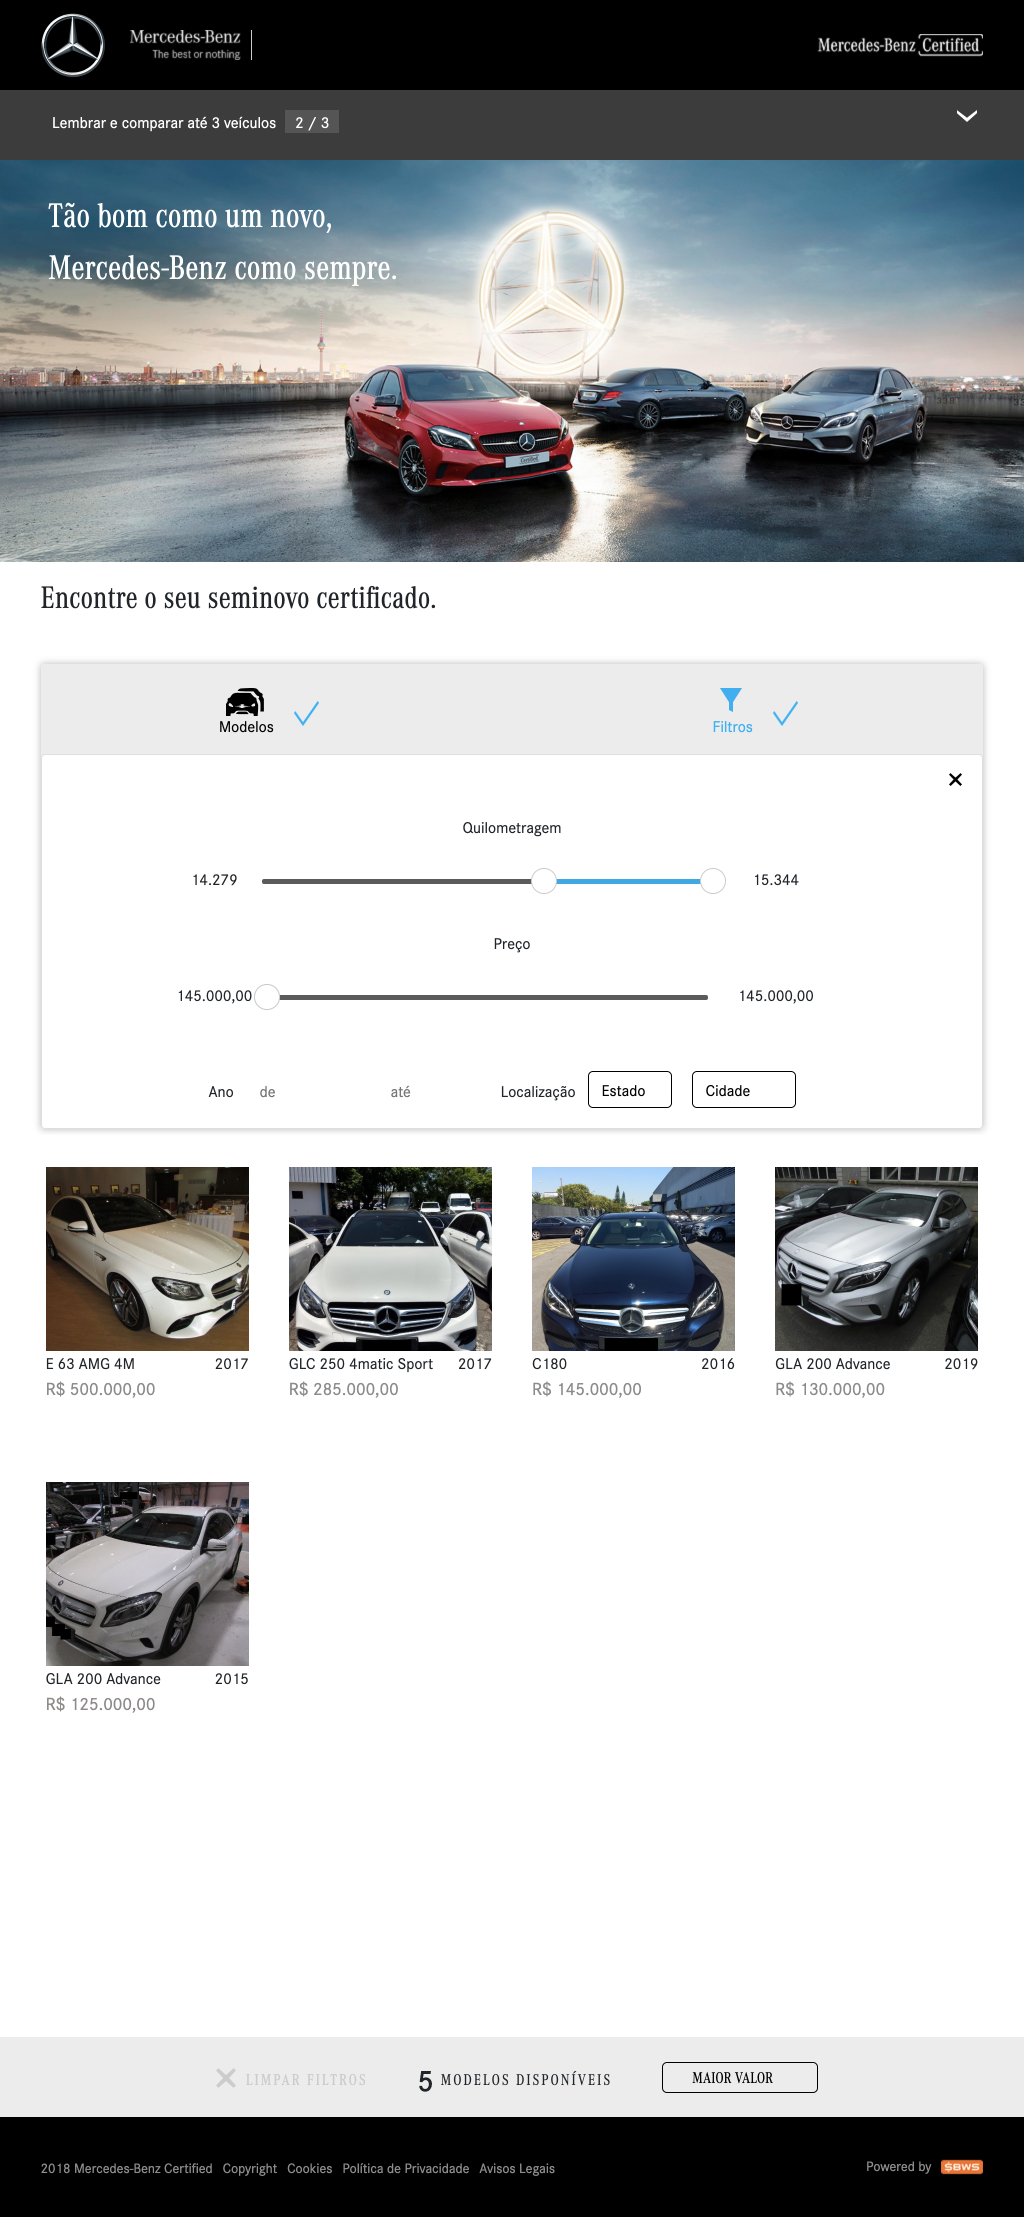 Mercedes-Benz
The best or nothing
Mercedes-Benz Certified
Lembrar e comparar até 3 veículos 2 / 3
Tão bom como um novo,
Mercedes-Benz como sempre.
Encontre o seu seminovo certificado.
Modelos
Filtros
Quilometragem
14.279 15.344
Preço
145.000,00 145.000,00
Ano de até Localização Estado Cidade
E 63 AMG 4M 2017
R$ 500.000,00
GLC 250 4matic Sport 2017
R$ 285.000,00
C180 2016
R$ 145.000,00
GLA 200 Advance 2019
R$ 130.000,00
GLA 200 Advance 2015
R$ 125.000,00
LIMPAR FILTROS
5 MODELOS DISPONÍVEIS
MAIOR VALOR
2018 Mercedes-Benz Certified Copyright Cookies Política de Privacidade Avisos Legais
Powered by $BWS